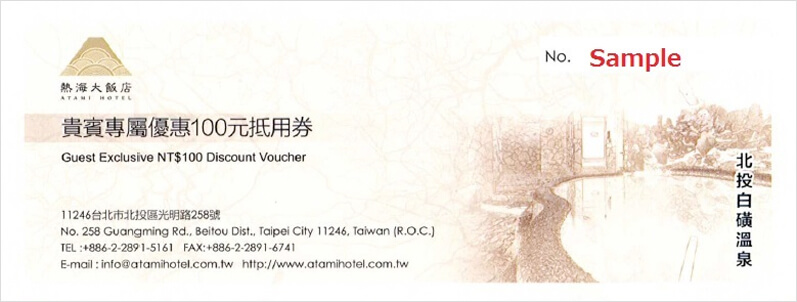 熱海大飯店
ATAMI HOTEL
No. Sample
貴賓專屬優惠100元抵用券
Guest Exclusive NT$100 Discount Voucher
北投白磺溫泉
11246台北市北投區光明路258號
No. 258 Guangming Rd., Beitou Dist., Taipei City 11246, Taiwan (R.O.C.)
TEL :+886-2-2891-5161 FAX:+886-2-2891-6741
E-mail : info@atamihotel.com.tw http://www.atamihotel.com.tw